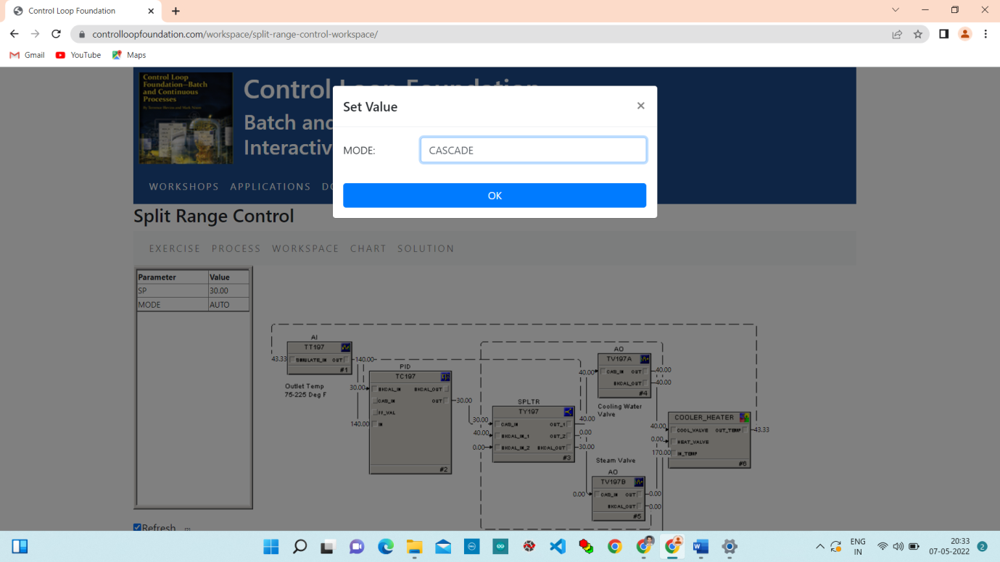 Control Loop Foundation
controlloopfoundation.com/workspace/split-range-control-workspace/
Gmail YouTube Maps
Control Loop
Foundation—Batch
and Continuous
Processes
Control Loop Foundation
Batch and
Interactiv
WORKSHOPS APPLICATIONS
Set Value ×
MODE: CASCADE
OK
Split Range Control
EXERCISE PROCESS WORKSPACE CHART SOLUTION
Parameter Value
SP 30.00
MODE AUTO
AI
TT197
43.33 SIMULATE_IN OUT 140.00
#1
Outlet Temp
75-225 Deg F
PID
TC197
30.00 BKCAL_IN BKCAL_OUT
CAS_IN OUT 30.00
FF_VAL
140.00 IN
#2
SPLTR
TY197
30.00 CAS_IN OUT_1 40.00
40.00 BKCAL_IN_1 OUT_2 0.00
0.00 BKCAL_IN_2 BKCAL_OUT 30.00
#3
AO
TV197A
40.00 CAS_IN OUT 40.00
BKCAL_OUT 40.00
#4
Cooling Water
Valve
Steam Valve
AO
TV197B
0.00 CAS_IN OUT 0.00
BKCAL_OUT 0.00
#5
COOLER_HEATER
40.00 COOL_VALVE OUT_TEMP 43.33
0.00 HEAT_VALVE
170.00 IN_TEMP
#6
Refresh [?]
ENG
IN
20:33
07-05-2022
2